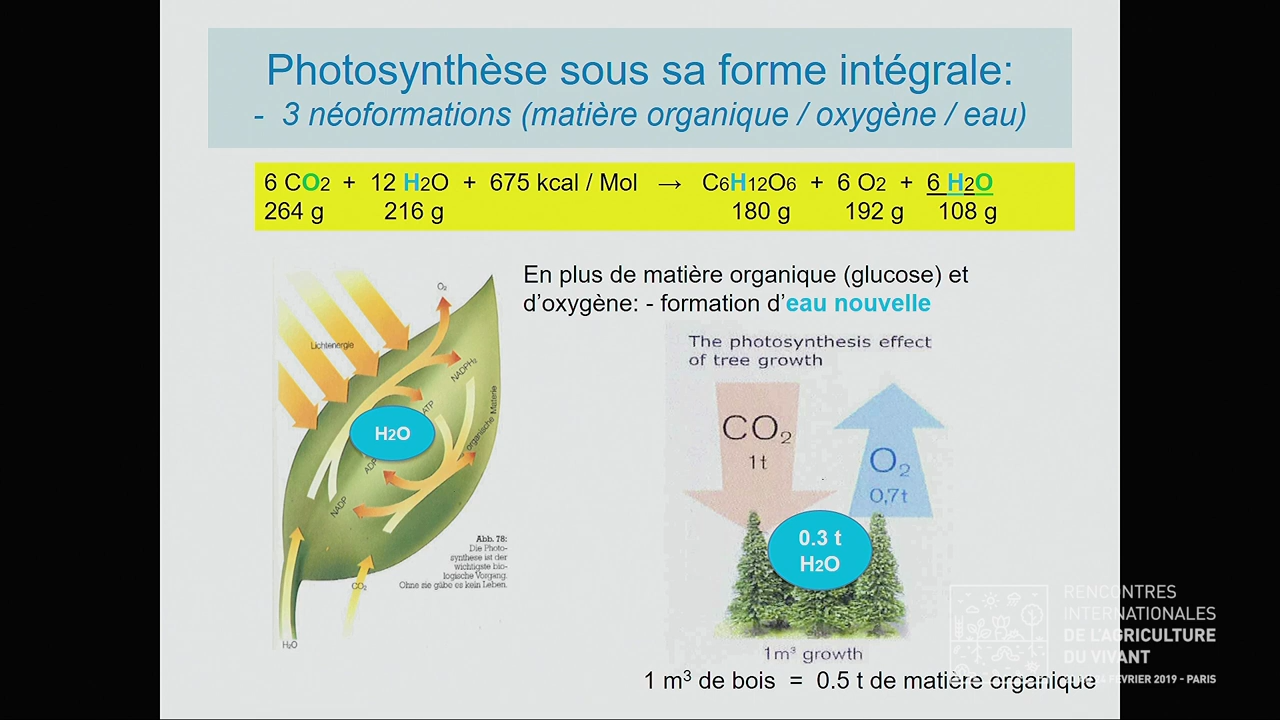 Photosynthèse sous sa forme intégrale:
- 3 néoformations (matière organique / oxygène / eau)
6 CO2 + 12 H2O + 675 kcal / Mol → C6H12O6 + 6 O2 + 6 H2O
264 g 216 g 180 g 192 g 108 g
En plus de matière organique (glucose) et
d'oxygène: - formation d'eau nouvelle
O2
Lichtenergie
NADPH2
ATP
organische Materie
H2O
ADP
NADP
CO2
H2O
Abb. 78:
Die Photo-
synthese ist der
wichtigste bio-
logische Vorgang.
Ohne sie gäbe es kein Leben.
The photosynthesis effect
of tree growth
CO2
1t
O2
0,7t
0.3 t
H2O
1m³ growth
1 m³ de bois = 0.5 t de matière organique
RENCONTRES
INTERNATIONALES
DE L'AGRICULTURE
DU VIVANT
FÉVRIER 2019 - PARIS